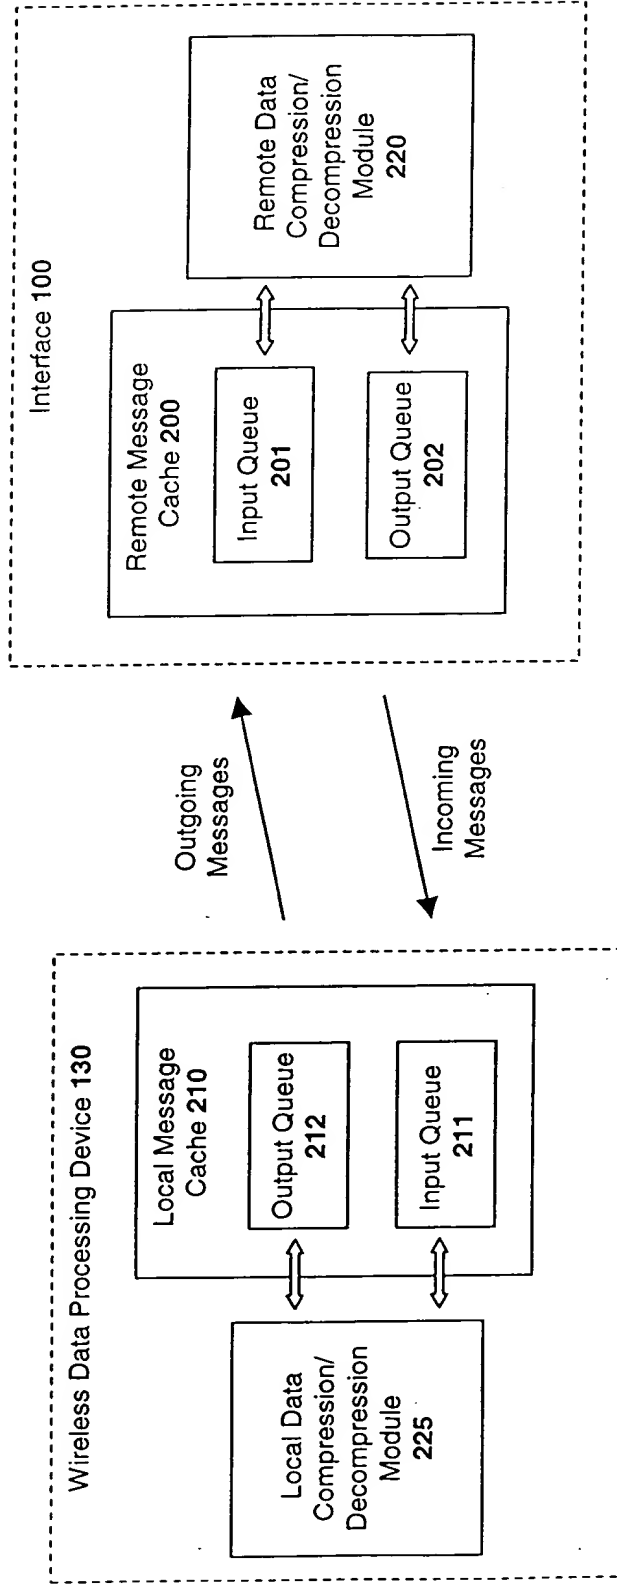 Wireless Data Processing Device 130
Local Data
Compression/
Decompression
Module
225
Local Message
Cache 210
Output Queue
212
Input Queue
211
Outgoing
Messages
Incoming
Messages
Interface 100
Remote Message
Cache 200
Input Queue
201
Output Queue
202
Remote Data
Compression/
Decompression
Module
220